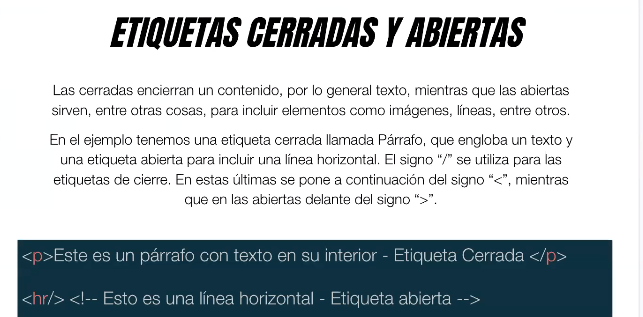 ETIQUETAS CERRADAS Y ABIERTAS
Las cerradas encierran un contenido, por lo general texto, mientras que las abiertas
sirven, entre otras cosas, para incluir elementos como imágenes, líneas, entre otros.
En el ejemplo tenemos una etiqueta cerrada llamada Párrafo, que engloba un texto y
una etiqueta abierta para incluir una línea horizontal. El signo “/” se utiliza para las
etiquetas de cierre. En estas últimas se pone a continuación del signo “<”, mientras
que en las abiertas delante del signo “>”.
<p>Este es un párrafo con texto en su interior - Etiqueta Cerrada </p>
<hr/> <!-- Esto es una línea horizontal - Etiqueta abierta -->